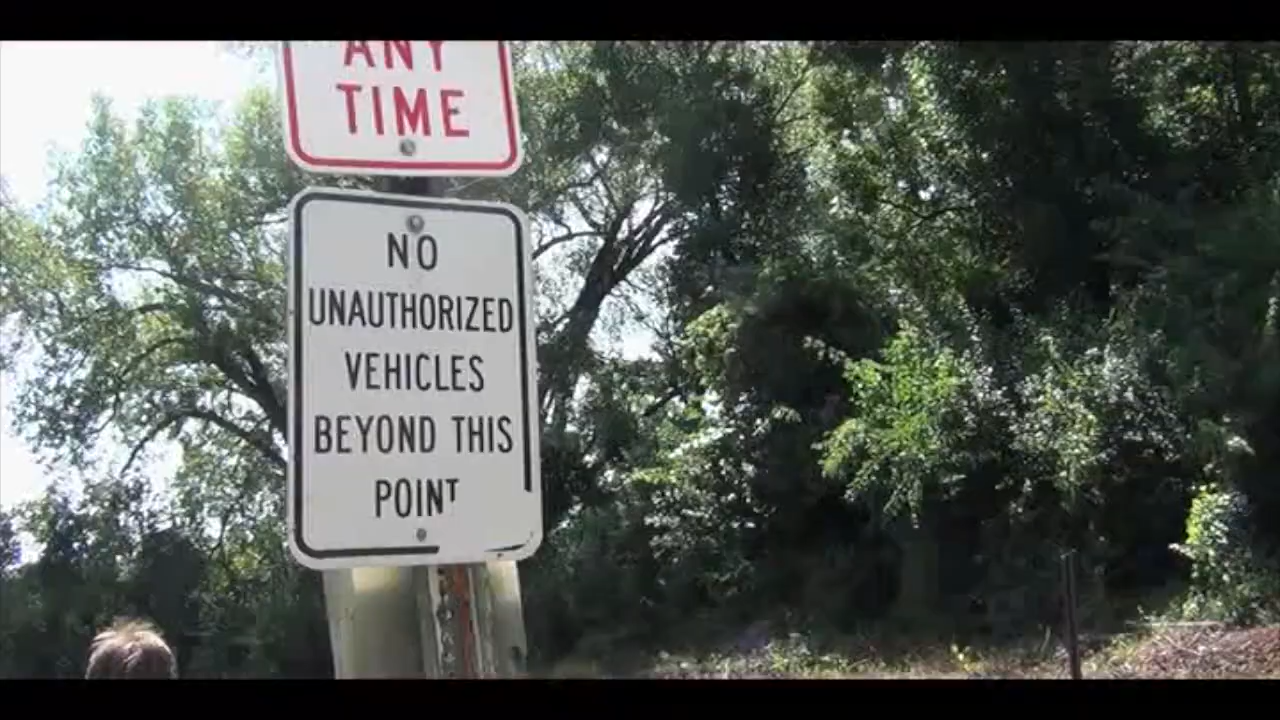 ANY
TIME
NO
UNAUTHORIZED
VEHICLES
BEYOND THIS
POINT